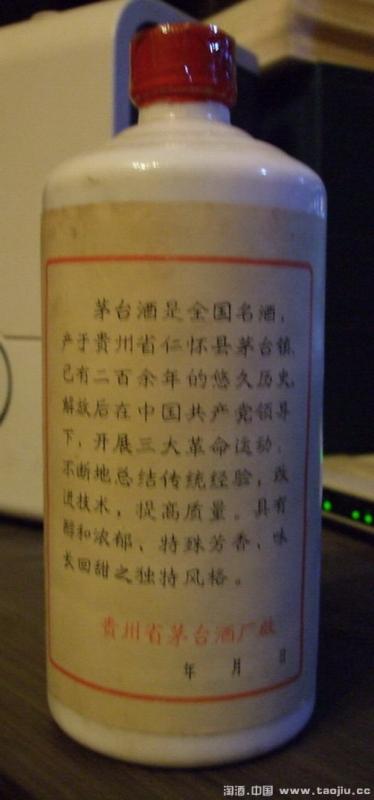 茅台酒是全国名酒，
产于贵州省仁怀县茅台镇，
已有二百余年的悠久历史，
解放后在中国共产党领导
下，开展三大革命运动，
不断地总结传统经验，改
进技术，提高质量。具有
醇和浓郁、特殊芳香、味
长回甜之独特风格。
贵州省茅台酒厂敬
年 月 日
淘酒.中国 www.taojiu.cc